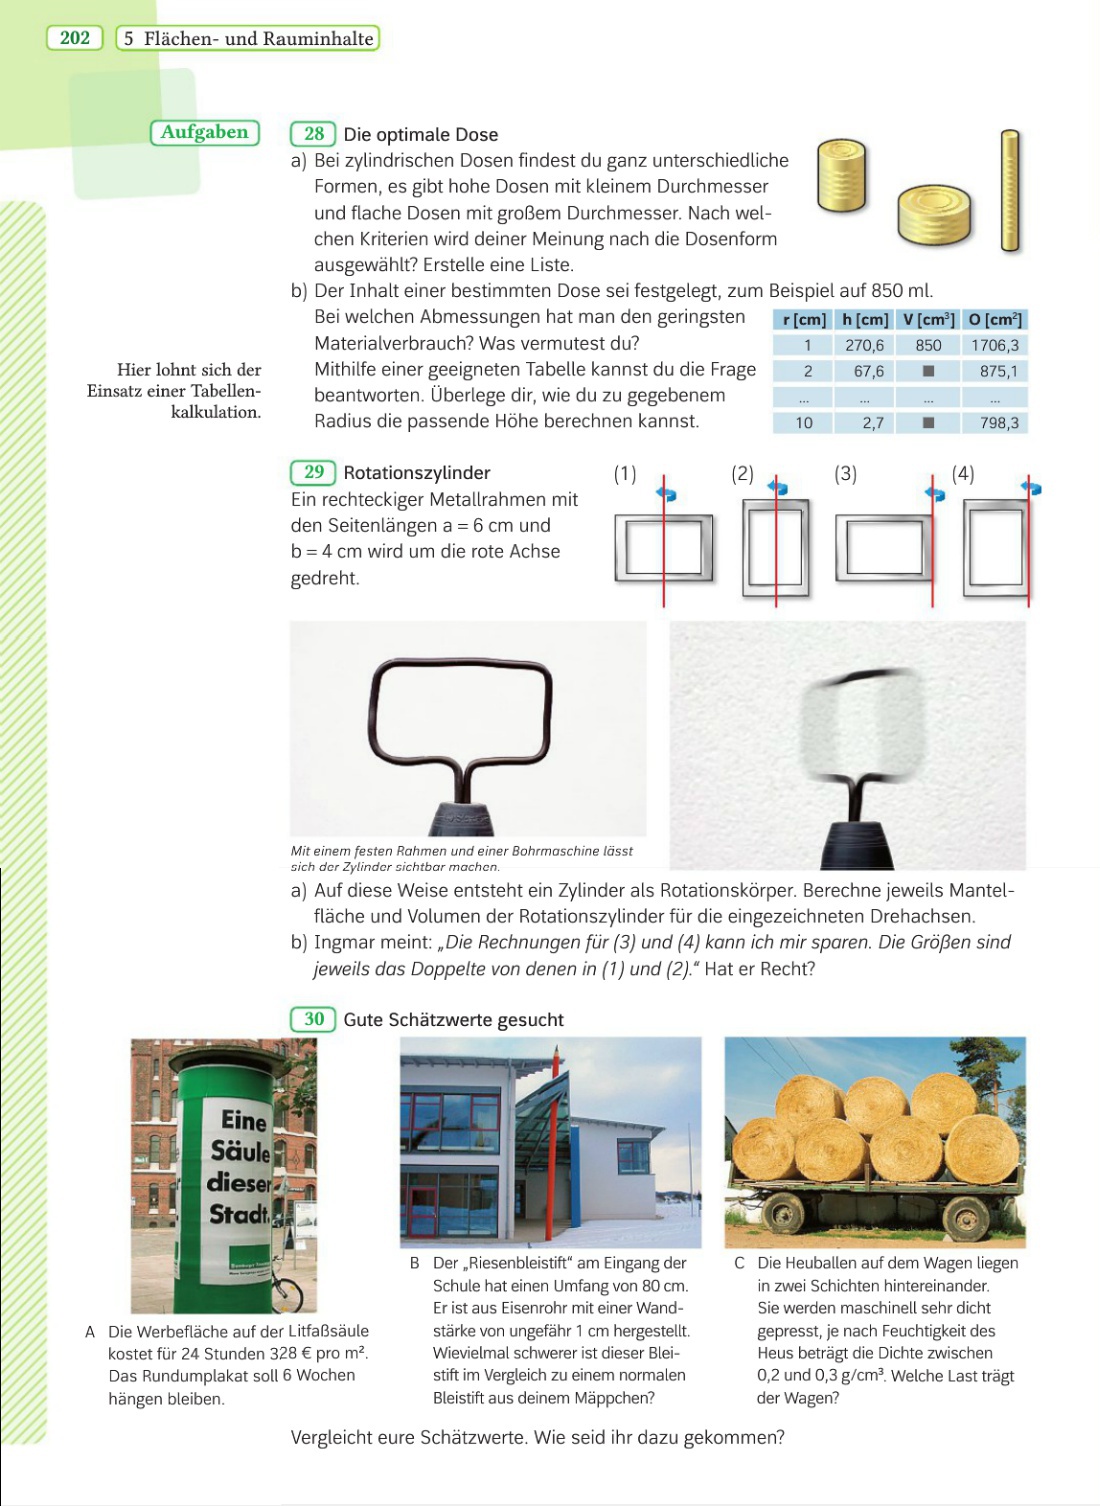 202
5 Flächen- und Rauminhalte
Aufgaben
28 Die optimale Dose
a) Bei zylindrischen Dosen findest du ganz unterschiedliche
Formen, es gibt hohe Dosen mit kleinem Durchmesser
und flache Dosen mit großem Durchmesser. Nach wel-
chen Kriterien wird deiner Meinung nach die Dosenform
ausgewählt? Erstelle eine Liste.
b) Der Inhalt einer bestimmten Dose sei festgelegt, zum Beispiel auf 850 ml.
Bei welchen Abmessungen hat man den geringsten
Materialverbrauch? Was vermutest du?
Mithilfe einer geeigneten Tabelle kannst du die Frage
beantworten. Überlege dir, wie du zu gegebenem
Radius die passende Höhe berechnen kannst.
Hier lohnt sich der
Einsatz einer Tabellen-
kalkulation.
r [cm] h [cm] V [cm³] O [cm²]
1 270,6 850 1706,3
2 67,6 ■ 875,1
... ... ... ...
10 2,7 ■ 798,3
29 Rotationszylinder
Ein rechteckiger Metallrahmen mit
den Seitenlängen a = 6 cm und
b = 4 cm wird um die rote Achse
gedreht.
(1) (2) (3) (4)
Mit einem festen Rahmen und einer Bohrmaschine lässt
sich der Zylinder sichtbar machen.
a) Auf diese Weise entsteht ein Zylinder als Rotationskörper. Berechne jeweils Mantel-
fläche und Volumen der Rotationszylinder für die eingezeichneten Drehachsen.
b) Ingmar meint: „Die Rechnungen für (3) und (4) kann ich mir sparen. Die Größen sind
jeweils das Doppelte von denen in (1) und (2).“ Hat er Recht?
30 Gute Schätzwerte gesucht
Eine
Säule
dieser
Stadt.
A Die Werbefläche auf der Litfaßsäule
kostet für 24 Stunden 328 € pro m².
Das Rundumplakat soll 6 Wochen
hängen bleiben.
B Der „Riesenbleistift“ am Eingang der
Schule hat einen Umfang von 80 cm.
Er ist aus Eisenrohr mit einer Wand-
stärke von ungefähr 1 cm hergestellt.
Wievielmal schwerer ist dieser Blei-
stift im Vergleich zu einem normalen
Bleistift aus deinem Mäppchen?
C Die Heuballen auf dem Wagen liegen
in zwei Schichten hintereinander.
Sie werden maschinell sehr dicht
gepresst, je nach Feuchtigkeit des
Heus beträgt die Dichte zwischen
0,2 und 0,3 g/cm³. Welche Last trägt
der Wagen?
Vergleicht eure Schätzwerte. Wie seid ihr dazu gekommen?